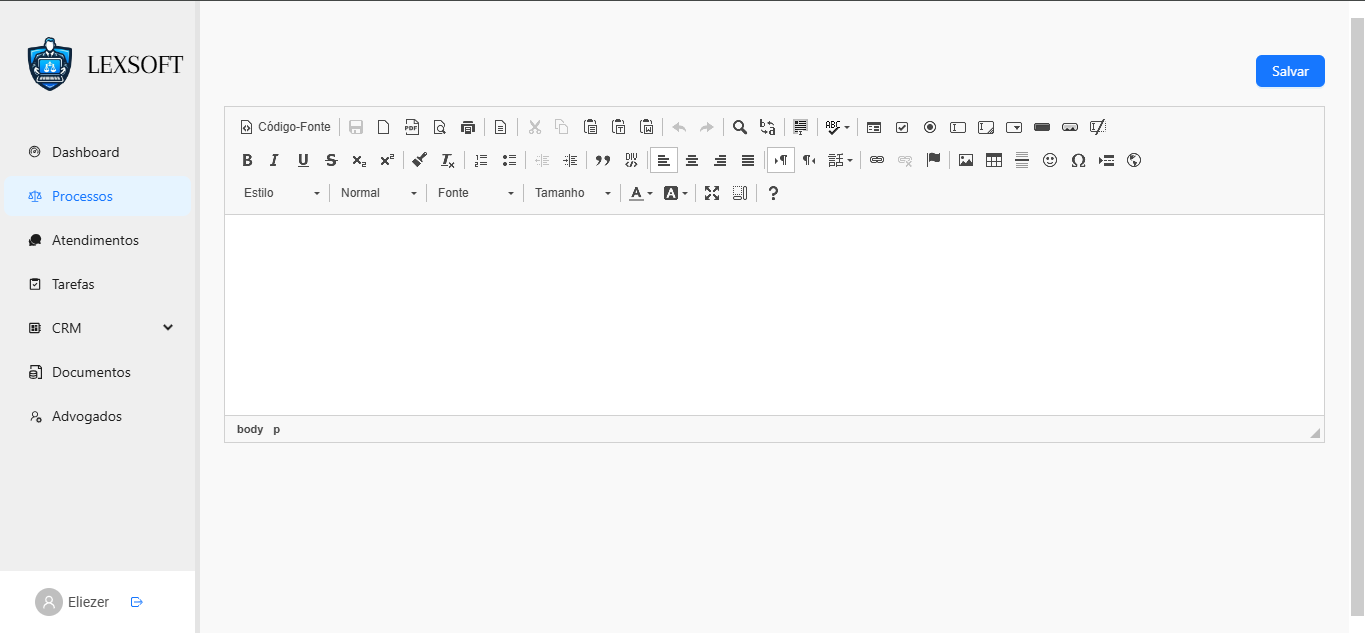 LEXSOFT
Salvar
Código-Fonte
Dashboard
Processos
Atendimentos
Tarefas
CRM
Documentos
Advogados
Estilo
Normal
Fonte
Tamanho
body p
Eliezer